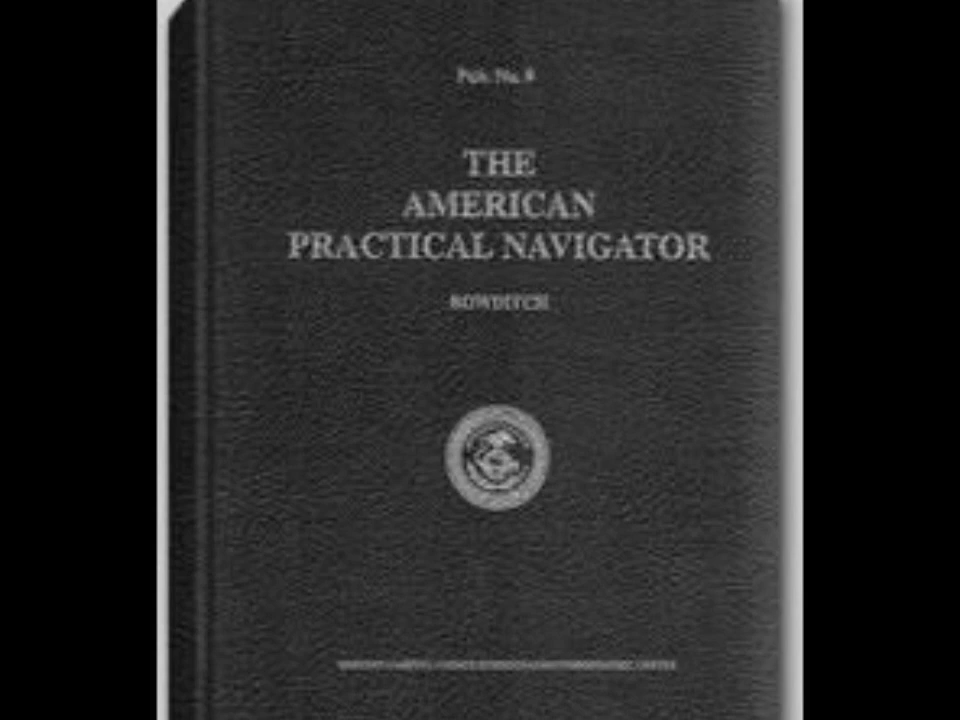 Pub. No. 9
THE
AMERICAN
PRACTICAL NAVIGATOR
BOWDITCH